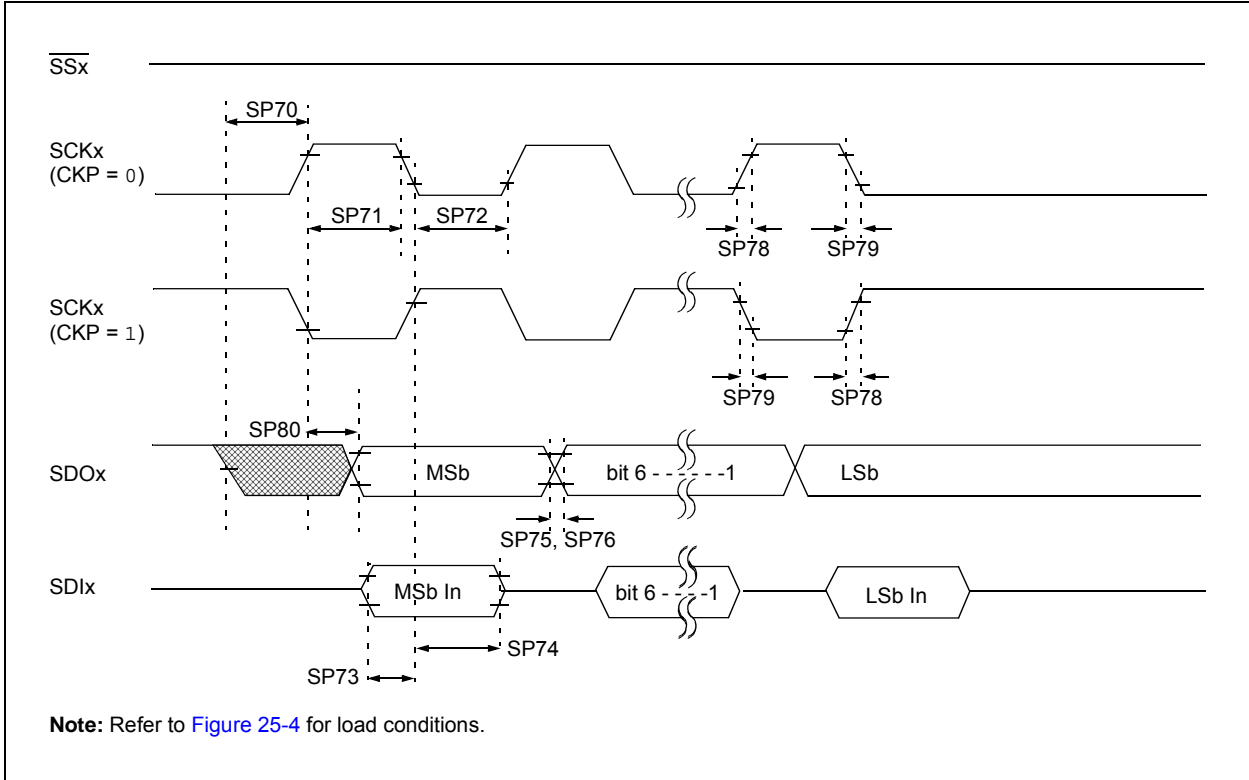 SSx
SP70
SCKx
(CKP = 0)
SP71
SP72
SP78
SP79
SCKx
(CKP = 1)
SP79
SP78
SP80
SDOx
MSb
bit 6 - - - - - -1
LSb
SP75, SP76
SDIx
MSb In
bit 6 - - - - -1
LSb In
SP74
SP73
Note: Refer to Figure 25-4 for load conditions.